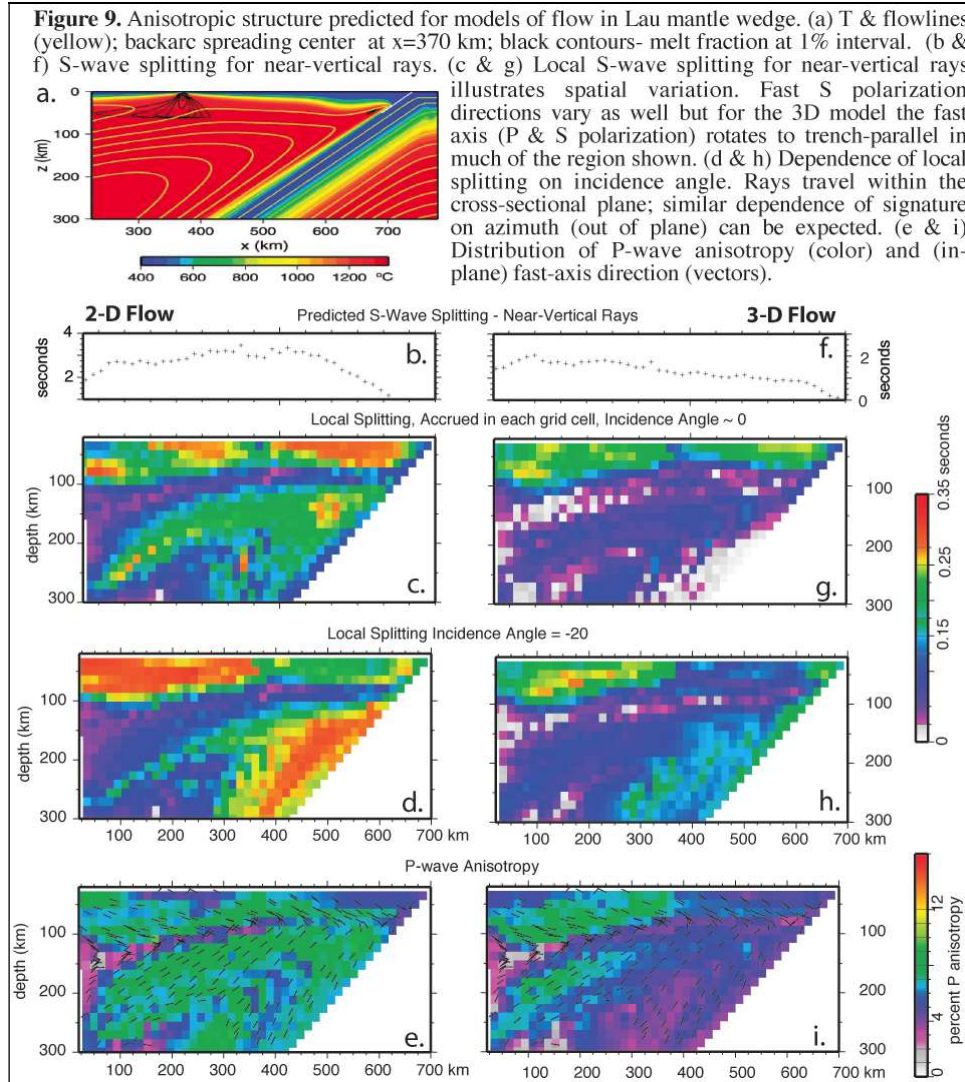 Figure 9. Anisotropic structure predicted for models of flow in Lau mantle wedge. (a) T & flowlines
(yellow); backarc spreading center at x=370 km; black contours- melt fraction at 1% interval. (b &
f) S-wave splitting for near-vertical rays. (c & g) Local S-wave splitting for near-vertical rays
illustrates spatial variation. Fast S polarization
directions vary as well but for the 3D model the fast
axis (P & S polarization) rotates to trench-parallel in
much of the region shown. (d & h) Dependence of local
splitting on incidence angle. Rays travel within the
cross-sectional plane; similar dependence of signature
on azimuth (out of plane) can be expected. (e & i)
Distribution of P-wave anisotropy (color) and (in-
plane) fast-axis direction (vectors).
a.
0
100
200
300
z (km)
300 400 500 600 700
x (km)
400 600 800 1000 1200 ºC
2-D Flow
Predicted S-Wave Splitting - Near-Vertical Rays
3-D Flow
4
2
seconds
b.
f.
2
0
seconds
Local Splitting, Accrued in each grid cell, Incidence Angle ~ 0
100
200
300
depth (km)
c.
g.
100
200
300
0.35 seconds
0.25
0.15
0
Local Splitting Incidence Angle = -20
100
200
300
depth (km)
d.
h.
100
200
300
100 200 300 400 500 600 700 km
100 200 300 400 500 600 700 km
P-wave Anisotropy
100
200
300
depth (km)
e.
i.
100
200
300
100 200 300 400 500 600 700 km
100 200 300 400 500 600 700 km
12
4
0
percent P anisotropy